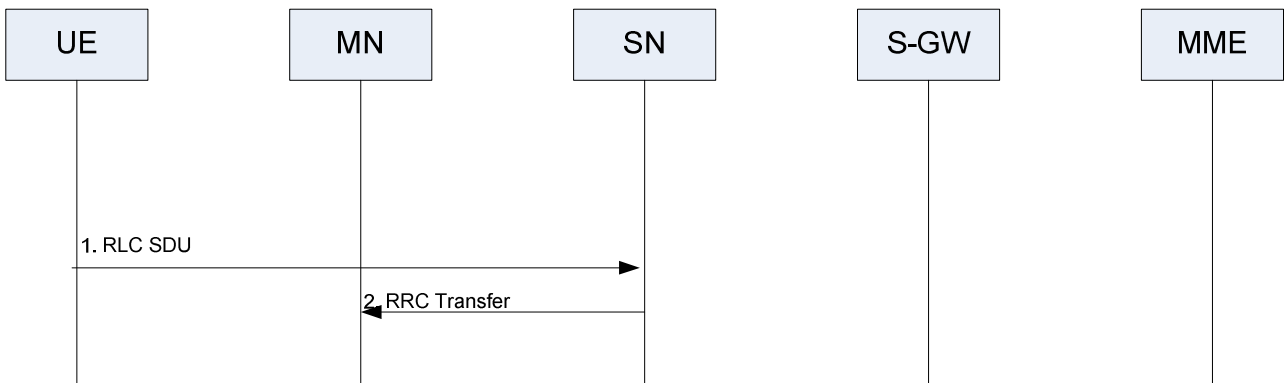 UE
MN
SN
S-GW
MME
1. RLC SDU
2. RRC Transfer